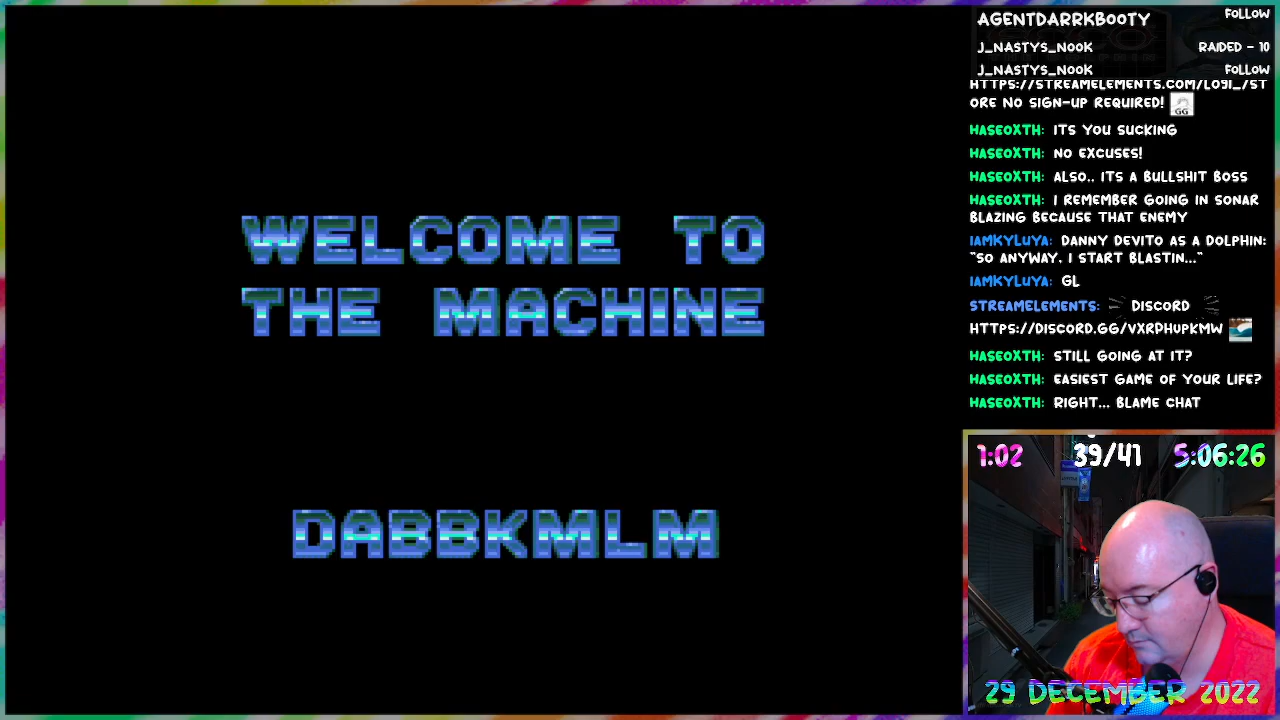 WELCOME TO
THE MACHINE
DABBKMLM
AGENTDARRKBOOTY FOLLOW
J_NASTYS_NOOK RAIDED - 10
J_NASTYS_NOOK FOLLOW
HTTPS://STREAMELEMENTS.COM/LO9I_/ST
ORE NO SIGN-UP REQUIRED! GG
HASEOXTH: ITS YOU SUCKING
HASEOXTH: NO EXCUSES!
HASEOXTH: ALSO.. ITS A BULLSHIT BOSS
HASEOXTH: I REMEMBER GOING IN SONAR
BLAZING BECAUSE THAT ENEMY
IAMKYLUYA: DANNY DEVITO AS A DOLPHIN:
"SO ANYWAY. I START BLASTIN..."
IAMKYLUYA: GL
STREAMELEMENTS: DISCORD
HTTPS://DISCORD.GG/VXRPHUPKMW
HASEOXTH: STILL GOING AT IT?
HASEOXTH: EASIEST GAME OF YOUR LIFE?
HASEOXTH: RIGHT... BLAME CHAT
1:02 39/41 5:06:26
29 DECEMBER 2022